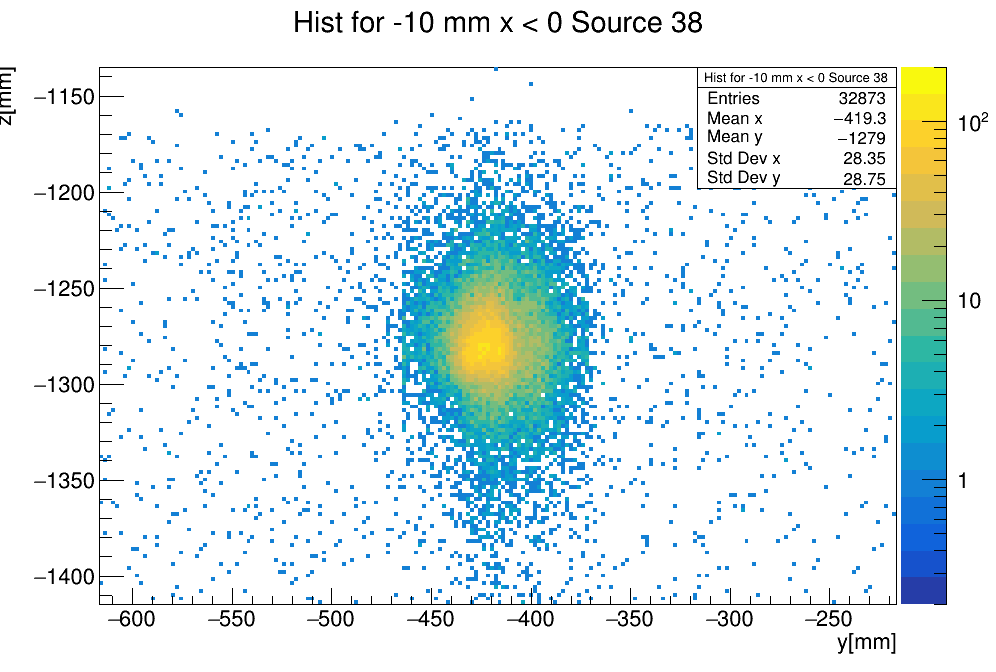 Hist for -10 mm x < 0 Source 38
z[mm]
Hist for -10 mm x < 0 Source 38
Entries 32873
Mean x −419.3
Mean y −1279
Std Dev x 28.35
Std Dev y 28.75
−1150
−1200
−1250
−1300
−1350
−1400
10²
10
1
−600 −550 −500 −450 −400 −350 −300 −250
y[mm]